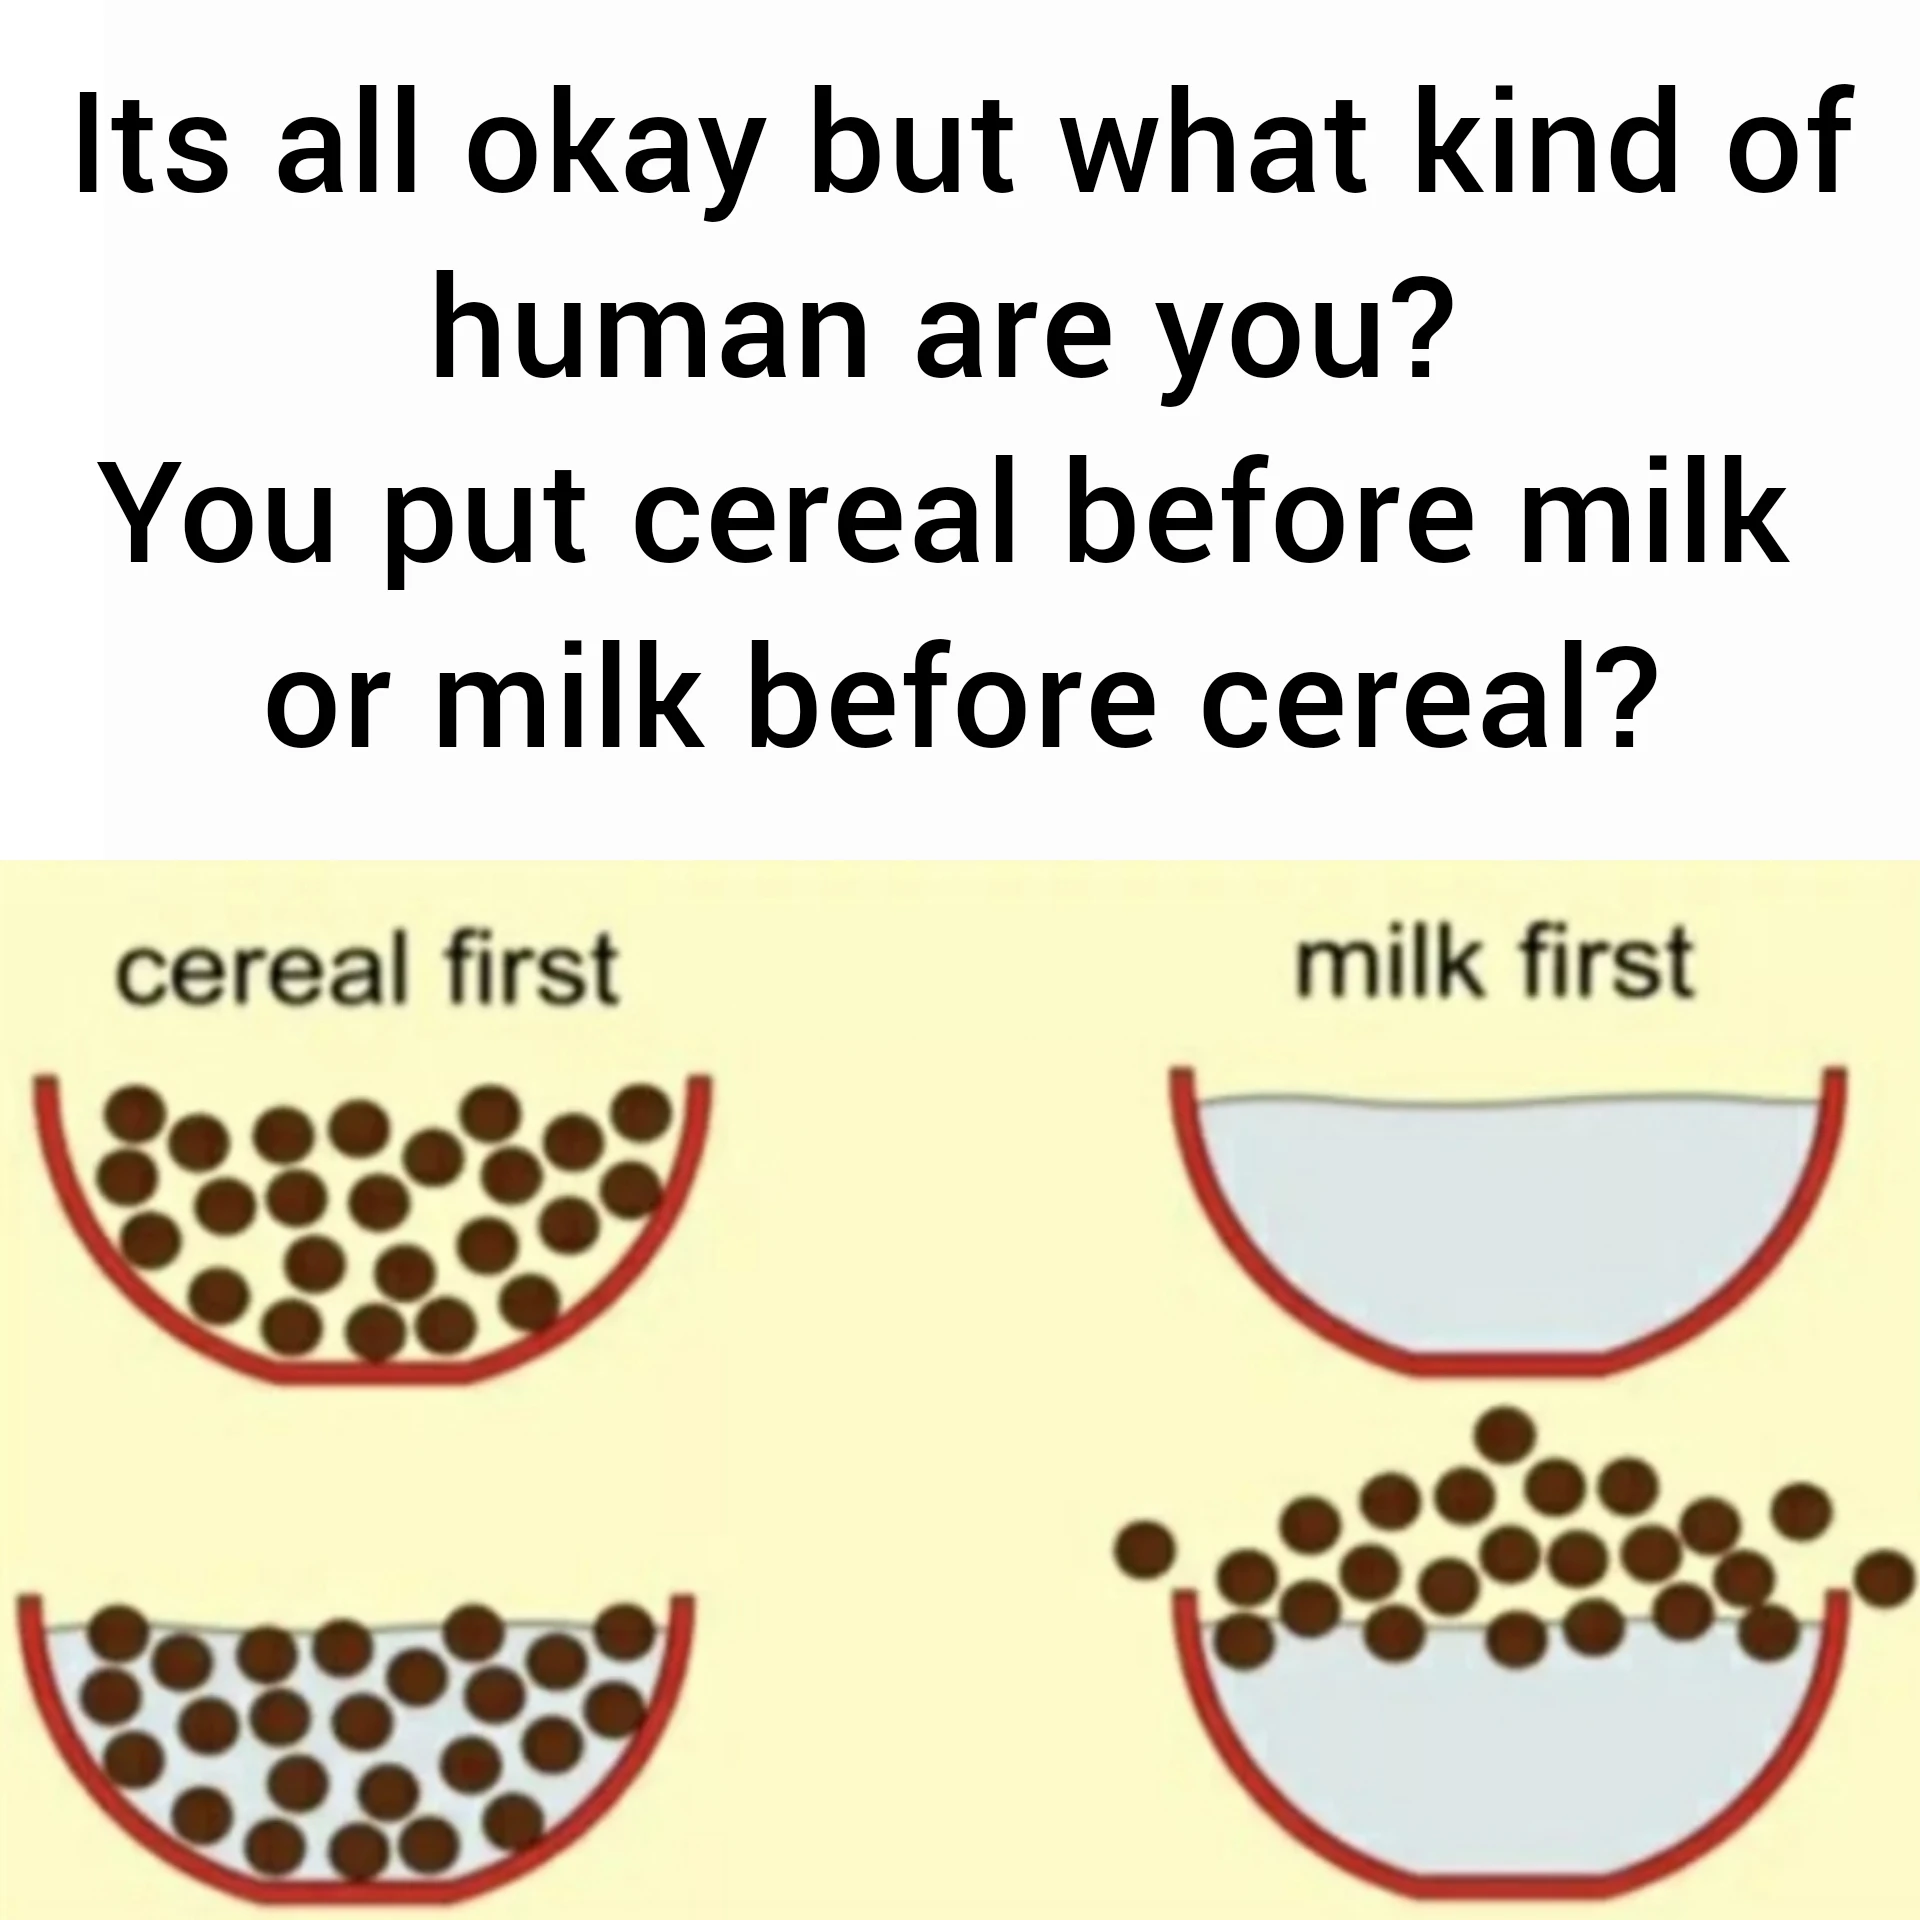 Its all okay but what kind of
human are you?
You put cereal before milk
or milk before cereal?
cereal first
milk first